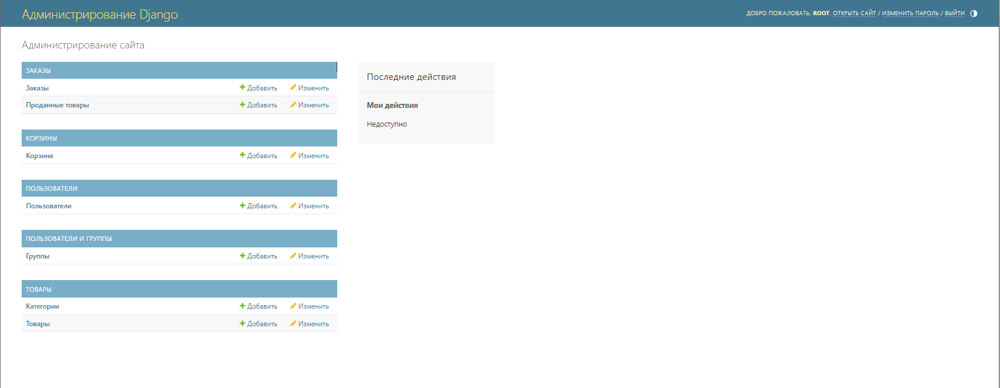 Администрирование Django
ДОБРО ПОЖАЛОВАТЬ, ROOT. ОТКРЫТЬ САЙТ / ИЗМЕНИТЬ ПАРОЛЬ / ВЫЙТИ
Администрирование сайта
ЗАКАЗЫ
Заказы Добавить Изменить
Проданные товары Добавить Изменить
КОРЗИНЫ
Корзина Добавить Изменить
ПОЛЬЗОВАТЕЛИ
Пользователи Добавить Изменить
ПОЛЬЗОВАТЕЛИ И ГРУППЫ
Группы Добавить Изменить
ТОВАРЫ
Категории Добавить Изменить
Товары Добавить Изменить
Последние действия
Мои действия
Недоступно